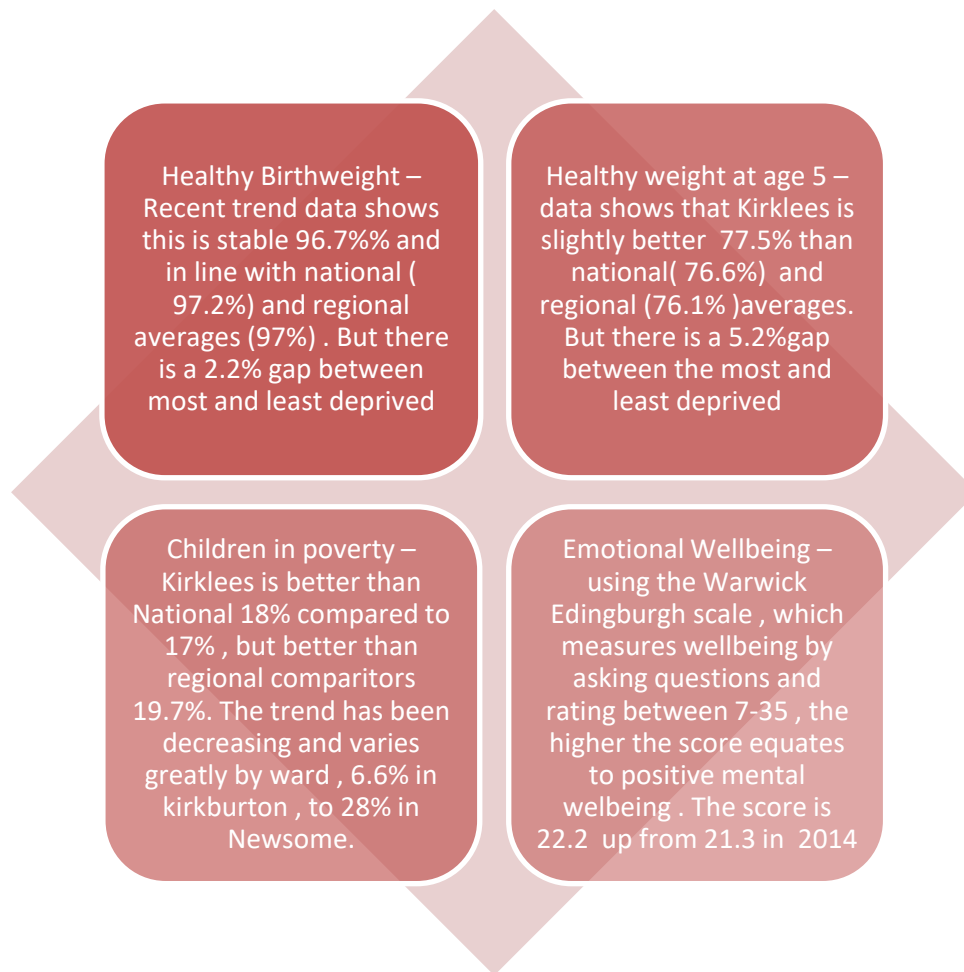 Healthy Birthweight –
Recent trend data shows
this is stable 96.7%% and
in line with national (
97.2%) and regional
averages (97%) . But there
is a 2.2% gap between
most and least deprived
Healthy weight at age 5 –
data shows that Kirklees is
slightly better  77.5% than
national( 76.6%)  and
regional (76.1% )averages.
But there is a 5.2%gap
between the most and
least deprived
Children in poverty –
Kirklees is better than
National 18% compared to
17% , but better than
regional comparitors
19.7%. The trend has been
decreasing and varies
greatly by ward , 6.6% in
kirkburton , to 28% in
Newsome.
Emotional Wellbeing –
using the Warwick
Edingburgh scale , which
measures wellbeing by
asking questions and
rating between 7-35 , the
higher the score equates
to positive mental
welbeing . The score is
22.2  up from 21.3 in  2014